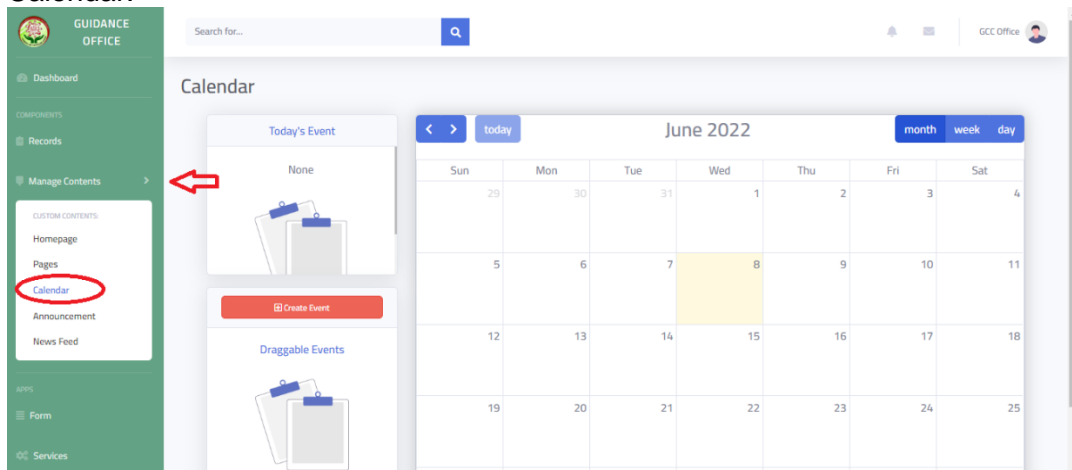 Calendar.
GUIDANCE
OFFICE
Search for...
GCC Office
Dashboard
COMPONENTS
Records
Manage Contents
CUSTOM CONTENTS:
Homepage
Pages
Calendar
Announcement
News Feed
APPS
Form
Services
Calendar
Today's Event
None
Create Event
Draggable Events
today
June 2022
month week day
Sun Mon Tue Wed Thu Fri Sat
29 30 31 1 2 3 4
5 6 7 8 9 10 11
12 13 14 15 16 17 18
19 20 21 22 23 24 25